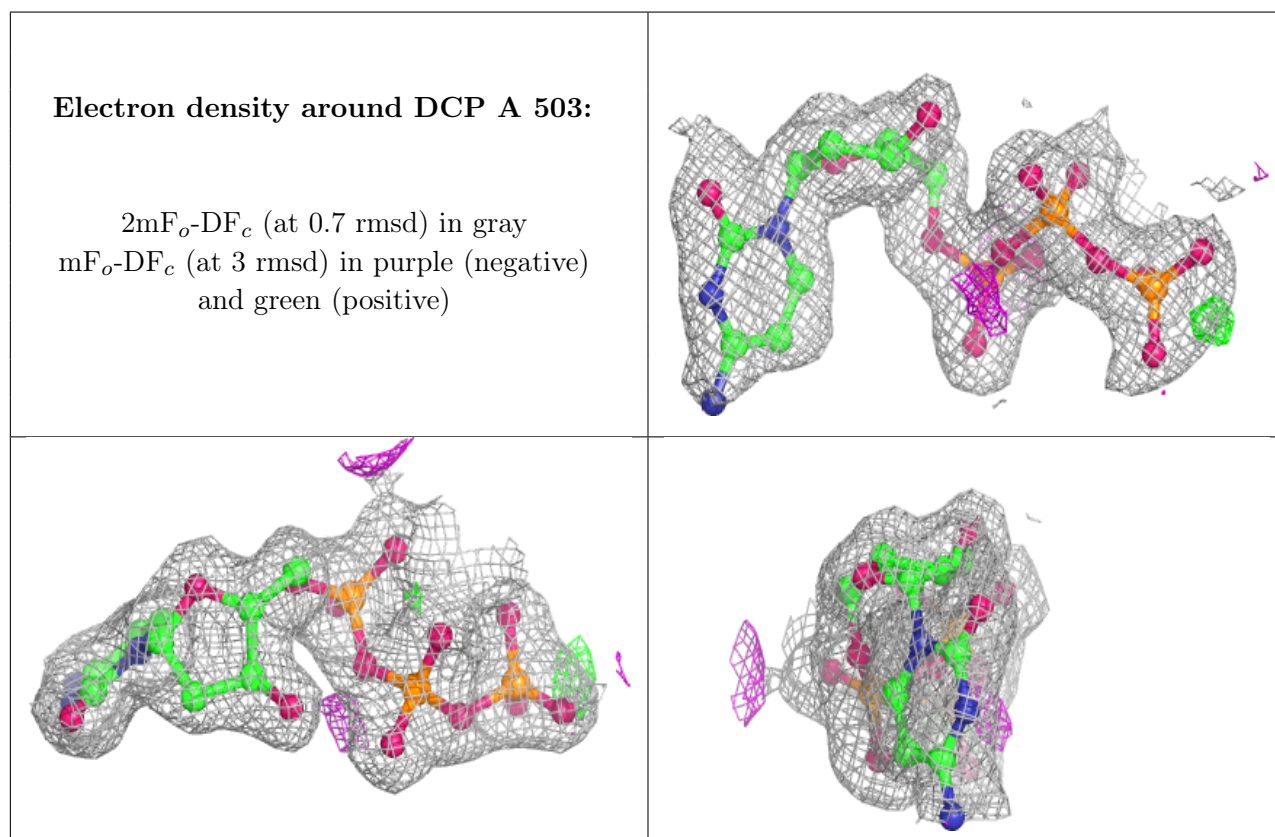 Electron density around DCP A 503:
2mFo-DFc (at 0.7 rmsd) in gray
mFo-DFc (at 3 rmsd) in purple (negative)
and green (positive)